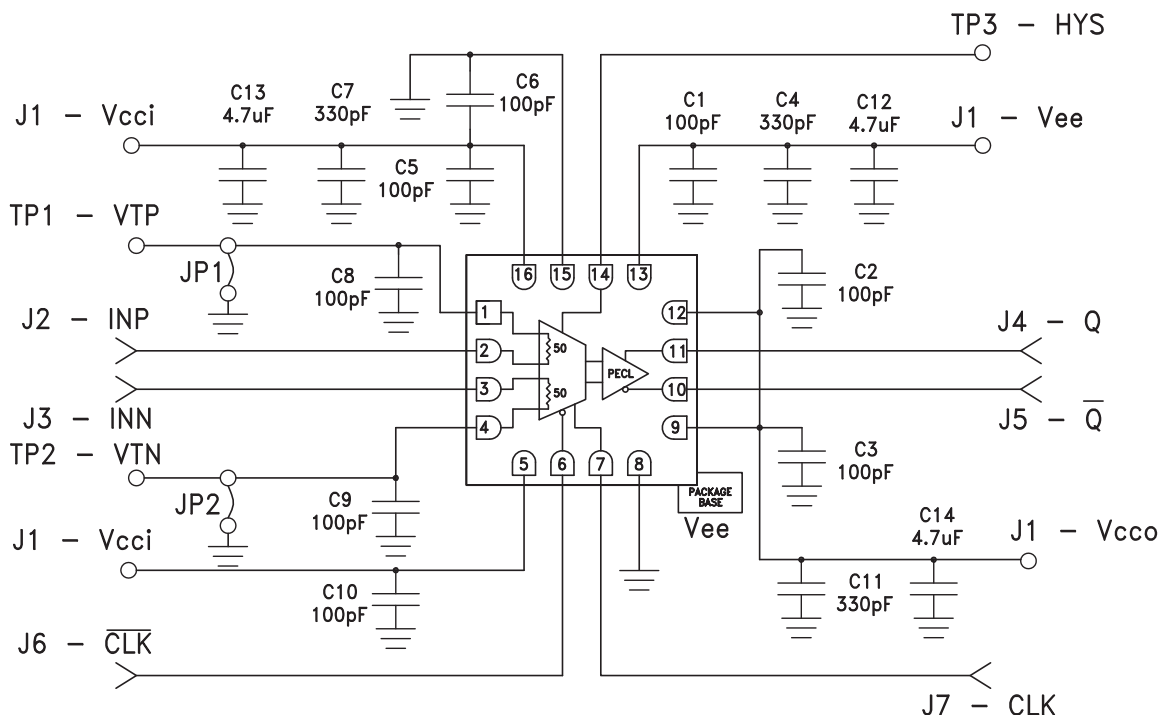 TP3 - HYS
C6
100pF
C13
4.7uF
C7
330pF
C1
100pF
C4
330pF
C12
4.7uF
J1 - Vcci
J1 - Vee
C5
100pF
TP1 - VTP
JP1
C8
100pF
16 15 14 13
C2
100pF
1
12
J2 - INP
J4 - Q
50
2
11
PECL
3
10
50
J3 - INN
J5 - Q̅
4
9
TP2 - VTN
C3
100pF
5 6 7 8
PACKAGE
BASE
JP2
C9
100pF
Vee
C14
4.7uF
J1 - Vcci
J1 - Vcco
C10
100pF
C11
330pF
J6 - C̅L̅K̅
J7 - CLK